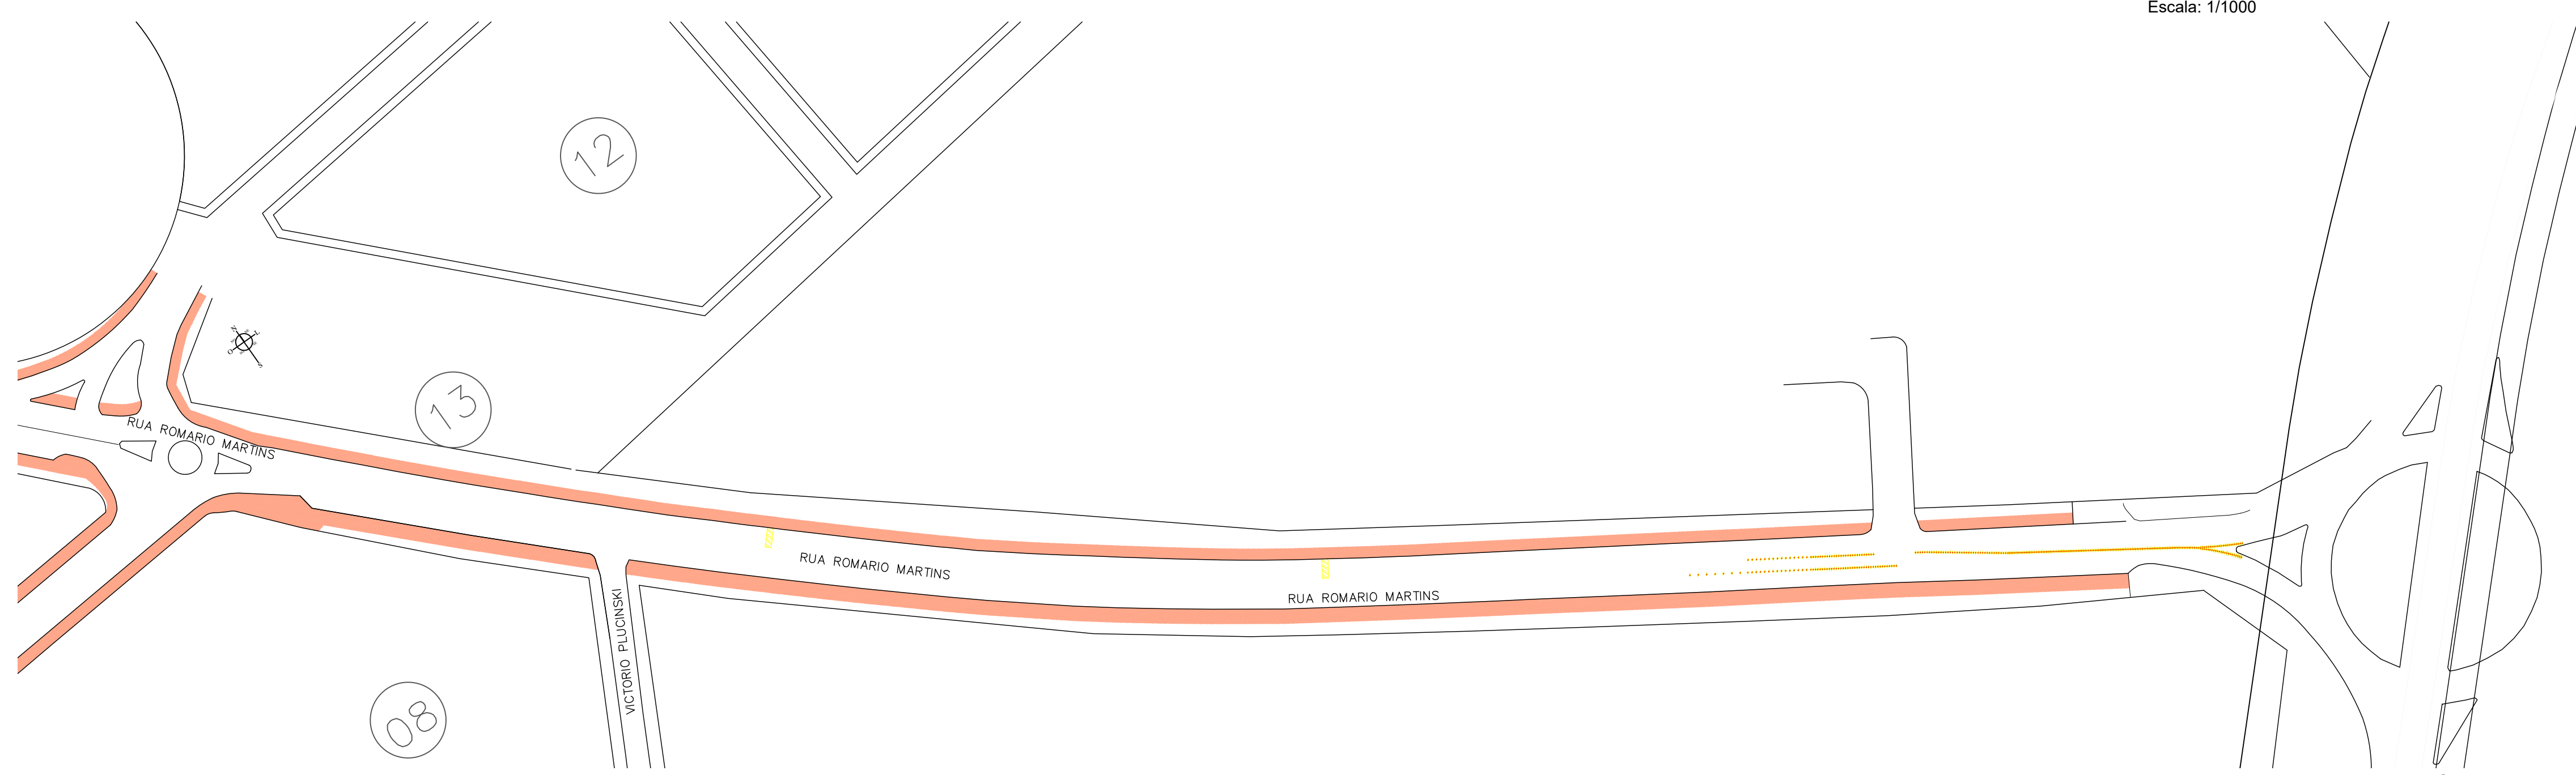 Escala: 1/1000
12
13
RUA ROMARIO MARTINS
RUA ROMARIO MARTINS
RUA ROMARIO MARTINS
VICTORIO PLUCINSKI
08